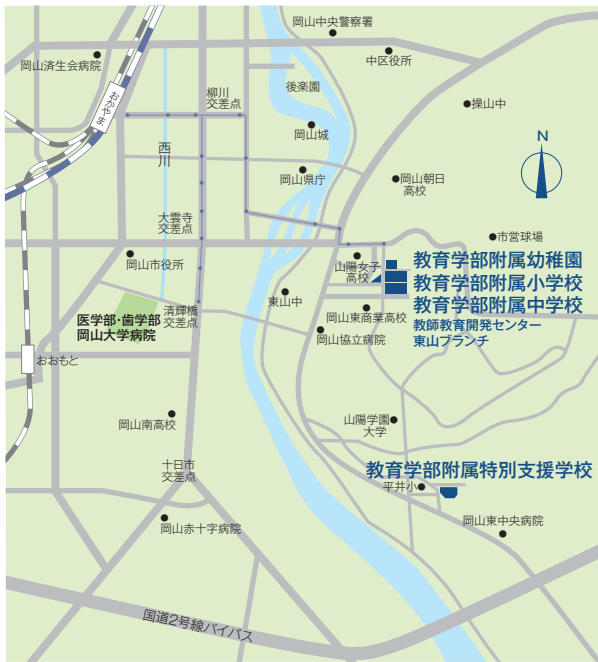 岡山中央警察署
岡山済生会病院
中区役所
おかやま
柳川
交差点
後楽園
操山中
岡山城
西川
岡山県庁
岡山朝日
高校
N
大雲寺
交差点
市営球場
岡山市役所
山陽女子
高校
教育学部附属幼稚園
教育学部附属小学校
教育学部附属中学校
教師教育開発センター
東山ブランチ
東山中
清輝橋
交差点
医学部・歯学部
岡山大学病院
岡山東商業高校
岡山協立病院
おおもと
岡山南高校
山陽学園
大学
十日市
交差点
教育学部附属特別支援学校
平井小
岡山赤十字病院
岡山東中央病院
国道2号線バイパス